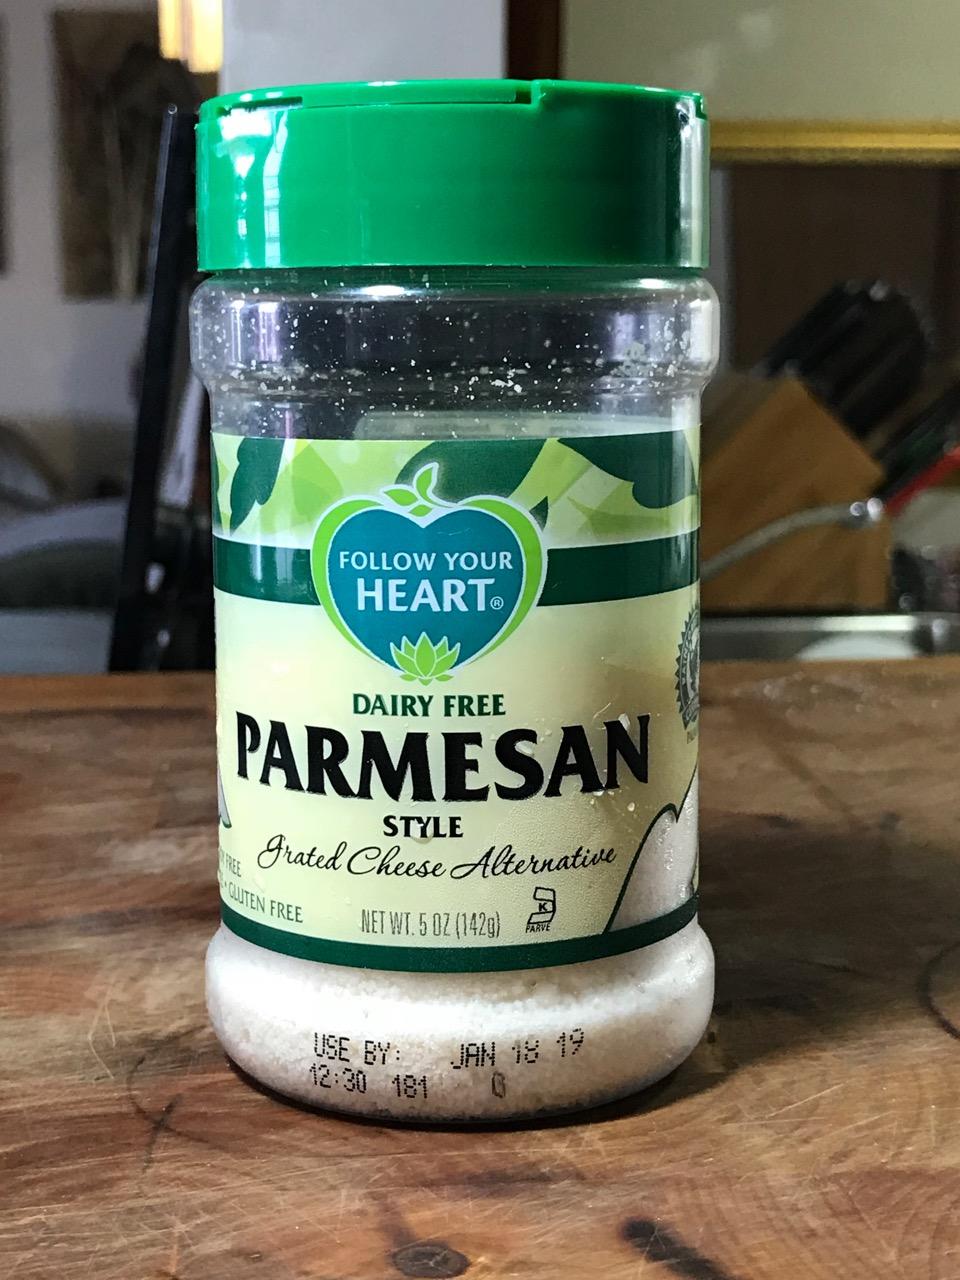 FOLLOW YOUR
HEART®
DAIRY FREE
PARMESAN
STYLE
Grated Cheese Alternative
FREE
• GLUTEN FREE
NET WT. 5 OZ (142g)
K
PARVE
USE BY: JAN 18 19
12:30 181